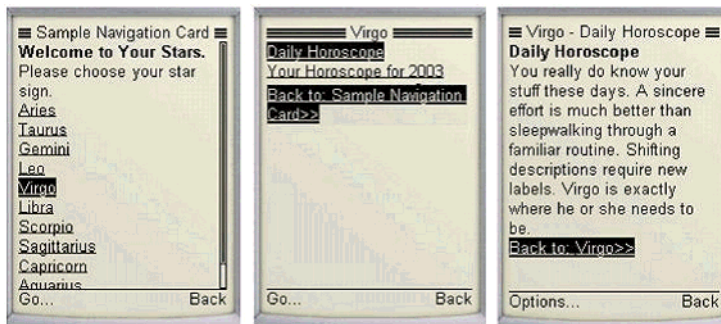 Sample Navigation Card
Welcome to Your Stars.
Please choose your star
sign.
Aries
Taurus
Gemini
Leo
Virgo
Libra
Scorpio
Sagittarius
Capricorn
Aquarius
Go... Back
Virgo
Daily Horoscope
Your Horoscope for 2003
Back to: Sample Navigation
Card>>
Go... Back
Virgo - Daily Horoscope
Daily Horoscope
You really do know your
stuff these days. A sincere
effort is much better than
sleepwalking through a
familiar routine. Shifting
descriptions require new
labels. Virgo is exactly
where he or she needs to
be.
Back to: Virgo>>
Options... Back